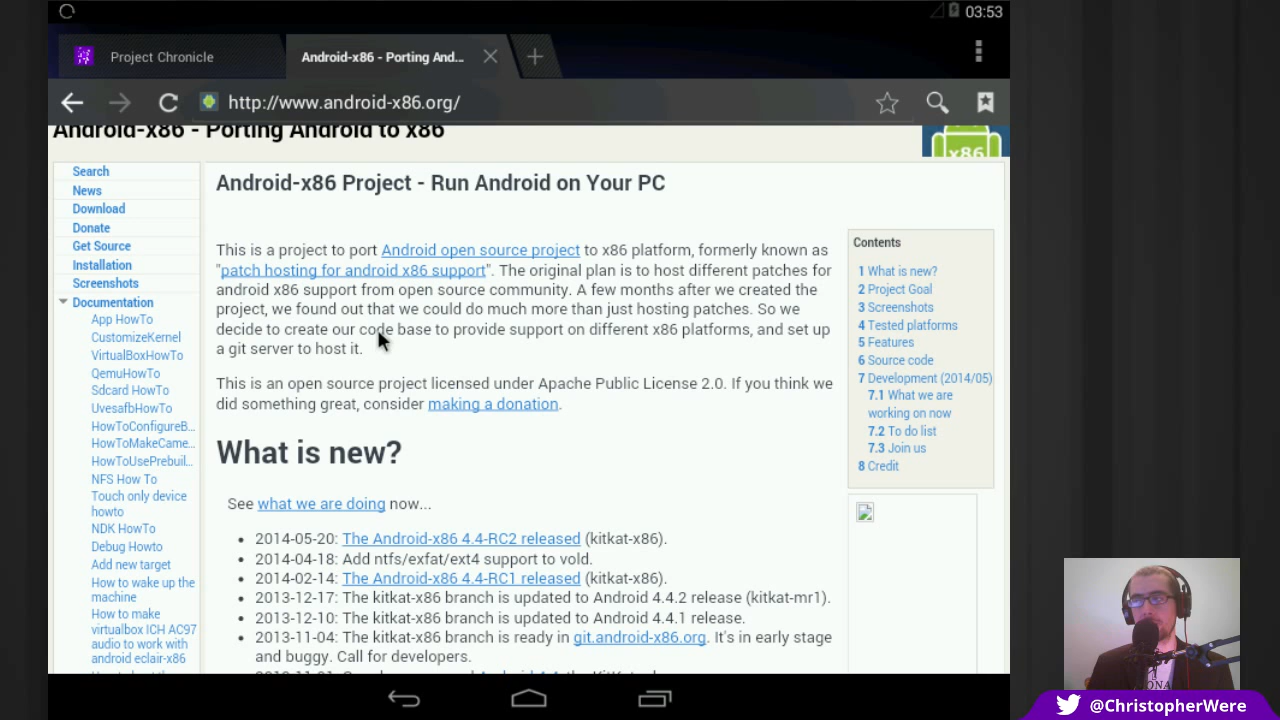 03:53
Project Chronicle
Android-x86 - Porting And...
http://www.android-x86.org/
Android-x86 - Porting Android to x86
x86
Search
News
Download
Donate
Get Source
Installation
Screenshots
Documentation
App HowTo
CustomizeKernel
VirtualBoxHowTo
QemuHowTo
Sdcard HowTo
UvesafbHowTo
HowToConfigureB...
HowToMakeCame...
HowToUsePrebuil...
NFS How To
Touch only device
howto
NDK HowTo
Debug Howto
Add new target
How to wake up the
machine
How to make
virtualbox ICH AC97
audio to work with
android eclair-x86
Android-x86 Project - Run Android on Your PC
This is a project to port Android open source project to x86 platform, formerly known as
"patch hosting for android x86 support". The original plan is to host different patches for
android x86 support from open source community. A few months after we created the
project, we found out that we could do much more than just hosting patches. So we
decide to create our code base to provide support on different x86 platforms, and set up
a git server to host it.
This is an open source project licensed under Apache Public License 2.0. If you think we
did something great, consider making a donation.
What is new?
See what we are doing now...
• 2014-05-20: The Android-x86 4.4-RC2 released (kitkat-x86).
• 2014-04-18: Add ntfs/exfat/ext4 support to vold.
• 2014-02-14: The Android-x86 4.4-RC1 released (kitkat-x86).
• 2013-12-17: The kitkat-x86 branch is updated to Android 4.4.2 release (kitkat-mr1).
• 2013-12-10: The kitkat-x86 branch is updated to Android 4.4.1 release.
• 2013-11-04: The kitkat-x86 branch is ready in git.android-x86.org. It's in early stage
and buggy. Call for developers.
Contents
1 What is new?
2 Project Goal
3 Screenshots
4 Tested platforms
5 Features
6 Source code
7 Development (2014/05)
7.1 What we are
working on now
7.2 To do list
7.3 Join us
8 Credit
@ChristopherWere